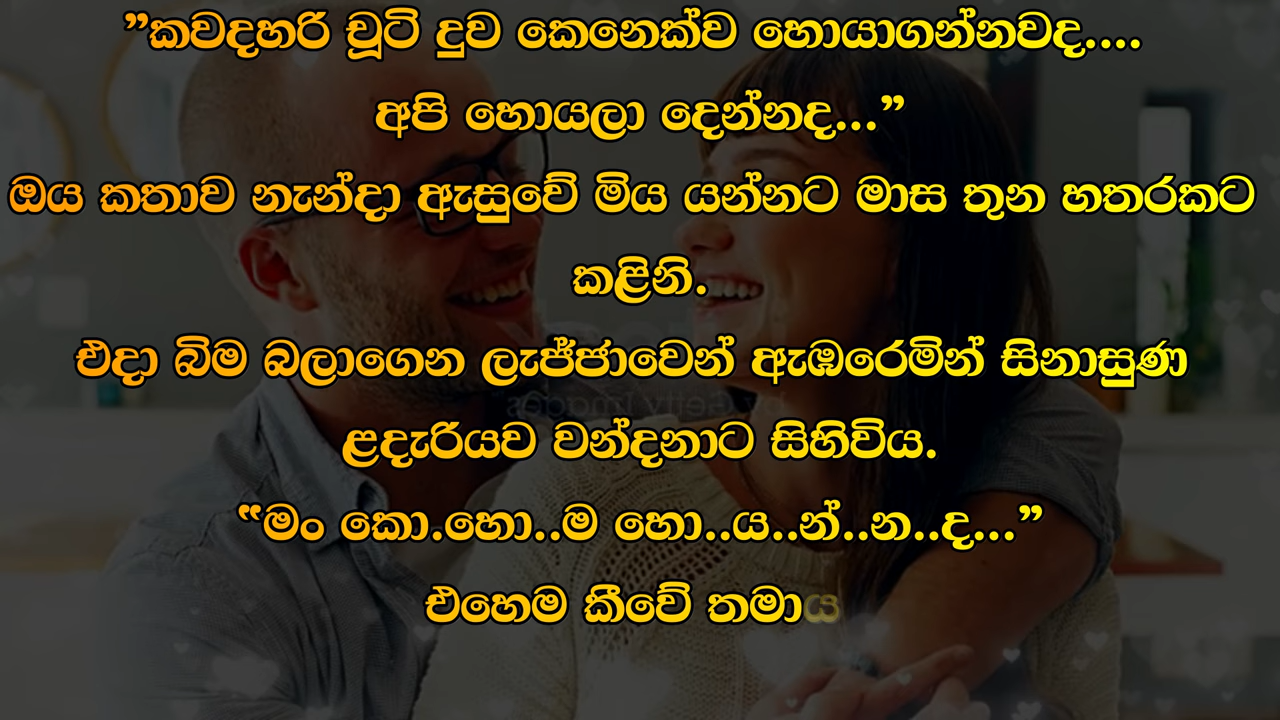 ”කවදහරි චූටි දුව කෙනෙක්ව හොයාගන්නවද....
අපි හොයලා දෙන්නද...”
ඔය කතාව නැන්දා ඇසුවේ මිය යන්නට මාස තුන හතරකට
කළිනි.
එදා බිම බලාගෙන ලැජ්ජාවෙන් ඇඹරෙමින් සිනාසුණ
ළදැරියව වන්දනාට සිහිවිය.
“මං කො.හො..ම හො..ය..න්..න..ද...”
එහෙම කීවේ තමාය